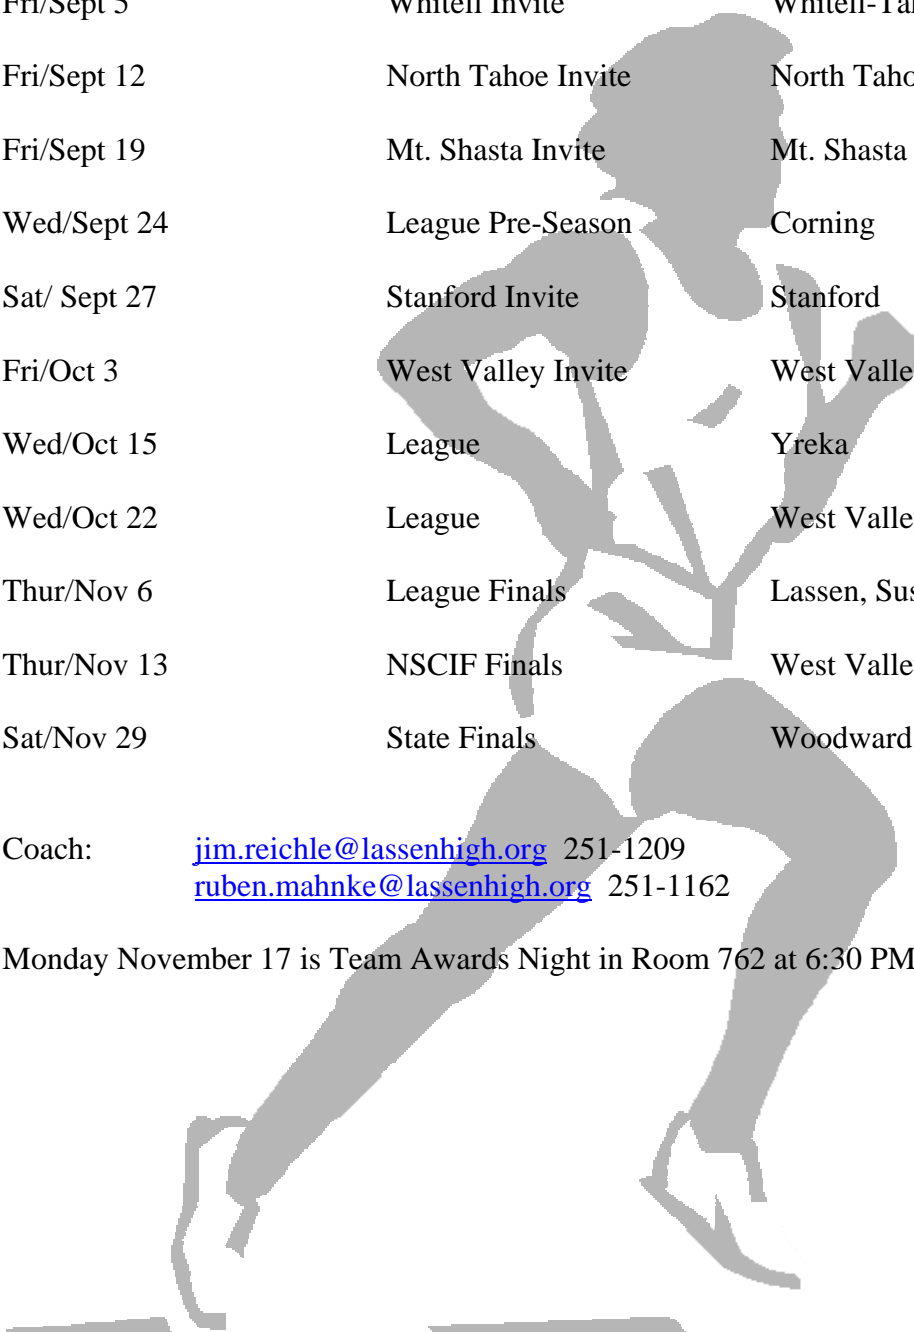 Fri/Sept 5 Whitell Invite
Fri/Sept 12 North Tahoe Invite North
Fri/Sept 19 Mt. Shasta Invite Mt. Shasta
Wed/Sept 24 League Pre-Season Corning
Sat/ Sept 27 Stanford Invite Stanford
Fri/Oct 3 West Valley Invite West
Wed/Oct 15 League Yreka
Wed/Oct 22 League West
Thur/Nov 6 League Finals Lassen,
Thur/Nov 13 NSCIF Finals West
Sat/Nov 29 State Finals Woodward
Coach: jim.reichle@lassenhigh.org 251-1209
ruben.mahnke@lassenhigh.org 251-1162
Monday November 17 is Team Awards Night in Room 762 at 6:30 PM